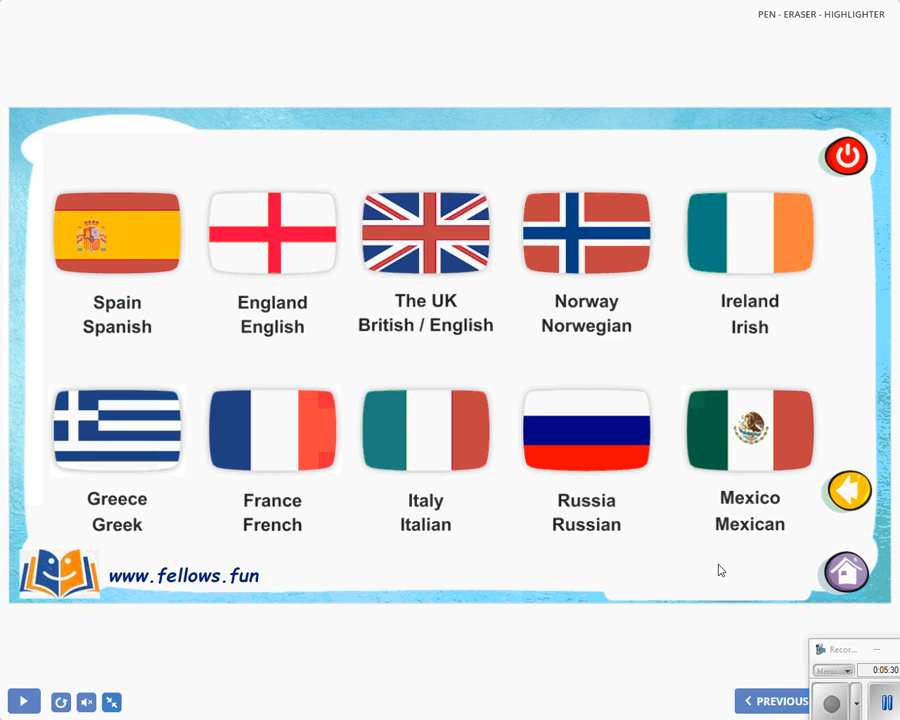 PEN - ERASER - HIGHLIGHTER
Spain
Spanish
England
English
The UK
British / English
Norway
Norwegian
Ireland
Irish
Greece
Greek
France
French
Italy
Italian
Russia
Russian
Mexico
Mexican
www.fellows.fun
Recor...
0:05:30
PREVIOUS